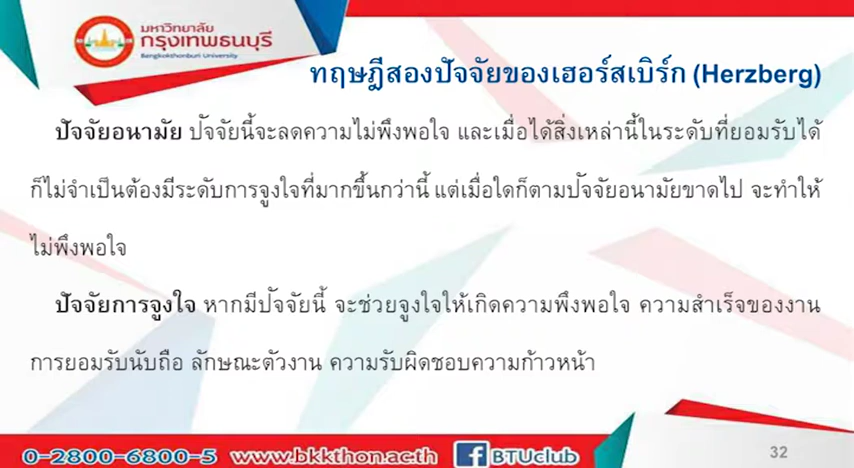 มหาวิทยาลัย
กรุงเทพธนบุรี
Bangkokthonburi University
ทฤษฎีสองปัจจัยของเฮอร์สเบิร์ก (Herzberg)
ปัจจัยอนามัย ปัจจัยนี้จะลดความไม่พึงพอใจ และเมื่อได้สิ่งเหล่านี้ในระดับที่ยอมรับได้
ก็ไม่จำเป็นต้องมีระดับการจูงใจที่มากขึ้นกว่านี้ แต่เมื่อใดก็ตามปัจจัยอนามัยขาดไป จะทำให้
ไม่พึงพอใจ
ปัจจัยการจูงใจ หากมีปัจจัยนี้ จะช่วยจูงใจให้เกิดความพึงพอใจ ความสำเร็จของงาน
การยอมรับนับถือ ลักษณะตัวงาน ความรับผิดชอบความก้าวหน้า
0-2800-6800-5 www.bkkthon.ac.th f BTUclub
32